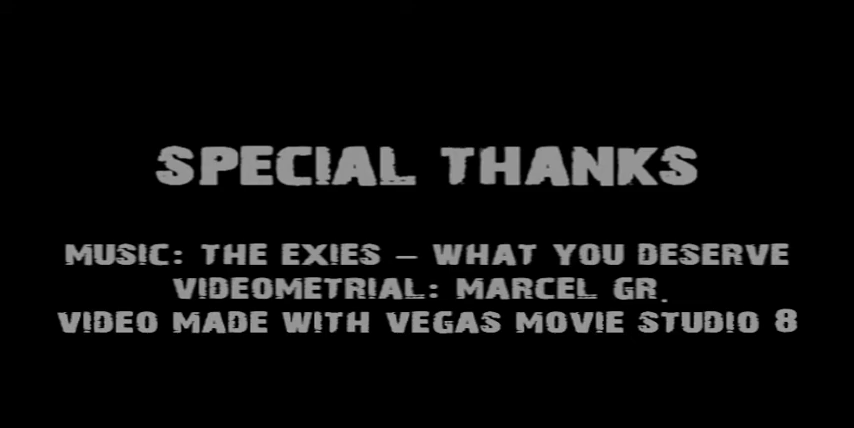 SPECIAL THANKS
MUSIC: THE EXIES – WHAT YOU DESERVE
VIDEOMETRIAL: MARCEL GR.
VIDEO MADE WITH VEGAS MOVIE STUDIO 8